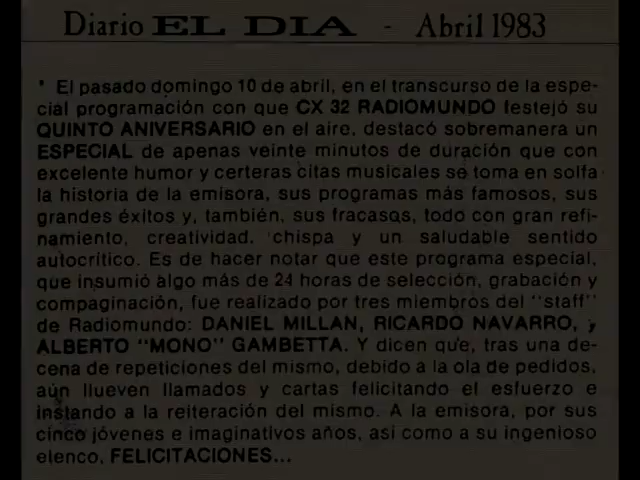 Diario EL DIA - Abril 1983
* El pasado domingo 10 de abril, en el transcurso de la espe-
cial programación con que CX 32 RADIOMUNDO festejó su
QUINTO ANIVERSARIO en el aire, destacó sobremanera un
ESPECIAL de apenas veinte minutos de duración que con
excelente humor y certeras citas musicales se toma en solfa
la historia de la emisora, sus programas más famosos, sus
grandes éxitos y, también, sus fracasos, todo con gran refi-
namiento, creatividad, chispa y un saludable sentido
autocrítico. Es de hacer notar que este programa especial,
que insumió algo más de 24 horas de selección, grabación y
compaginación, fue realizado por tres miembros del "staff"
de Radiomundo: DANIEL MILLAN, RICARDO NAVARRO, y
ALBERTO "MONO" GAMBETTA. Y dicen que, tras una de-
cena de repeticiones del mismo, debido a la ola de pedidos,
aún llueven llamados y cartas felicitando el esfuerzo e
instando a la reiteración del mismo. A la emisora, por sus
cinco jóvenes e imaginativos años, así como a su ingenioso
elenco, FELICITACIONES...